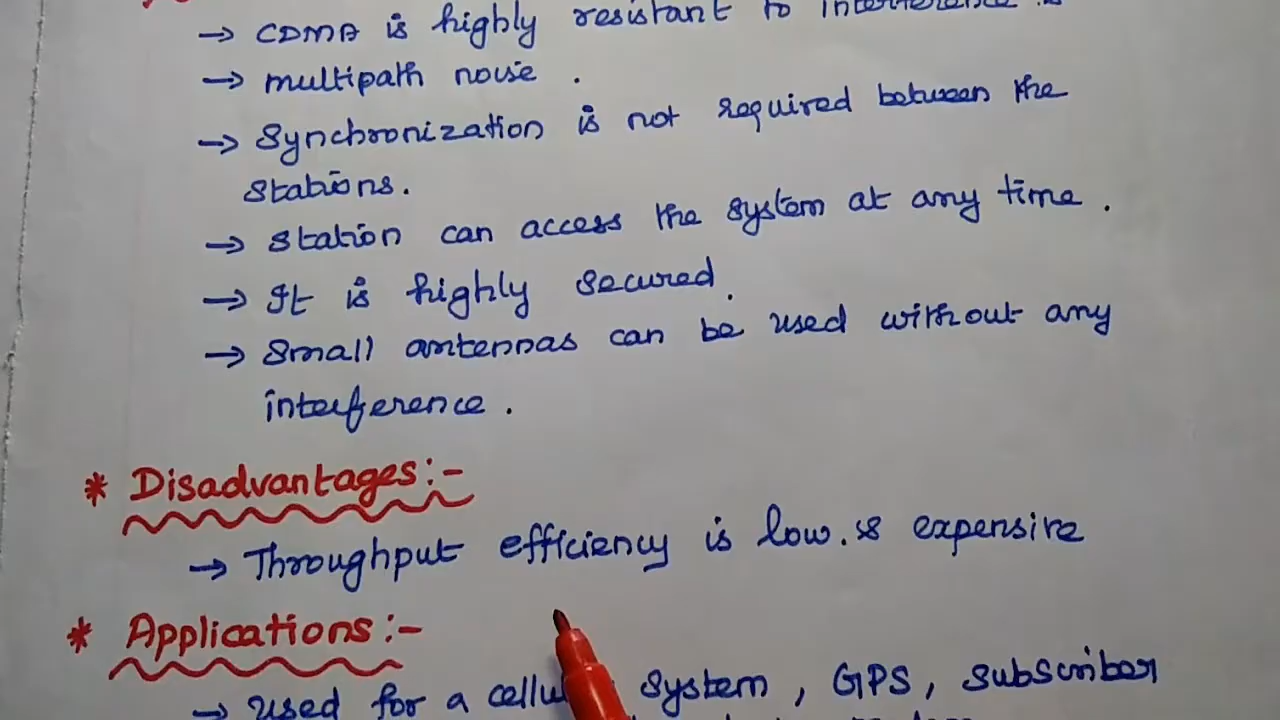 → CDMA is highly resistant to interference &
→ multipath noise .
→ Synchronization is not required between the
stations.
→ Station can access the system at any time .
→ It is highly secured.
→ Small antennas can be used without any
interference .
* Disadvantages:-
→ Throughput efficiency is low. & expensive
* Applications:-
→ Used for a cellular system , GPS, Subscriber